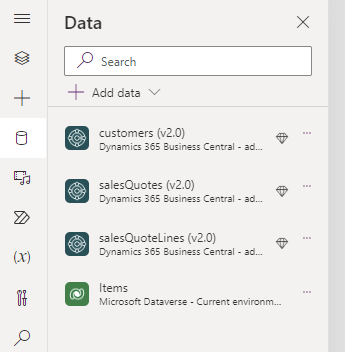 Data
Search
Add data
customers (v2.0)
Dynamics 365 Business Central - ad...
salesQuotes (v2.0)
Dynamics 365 Business Central - ad...
salesQuoteLines (v2.0)
Dynamics 365 Business Central - ad...
Items
Microsoft Dataverse - Current environm...
(x)